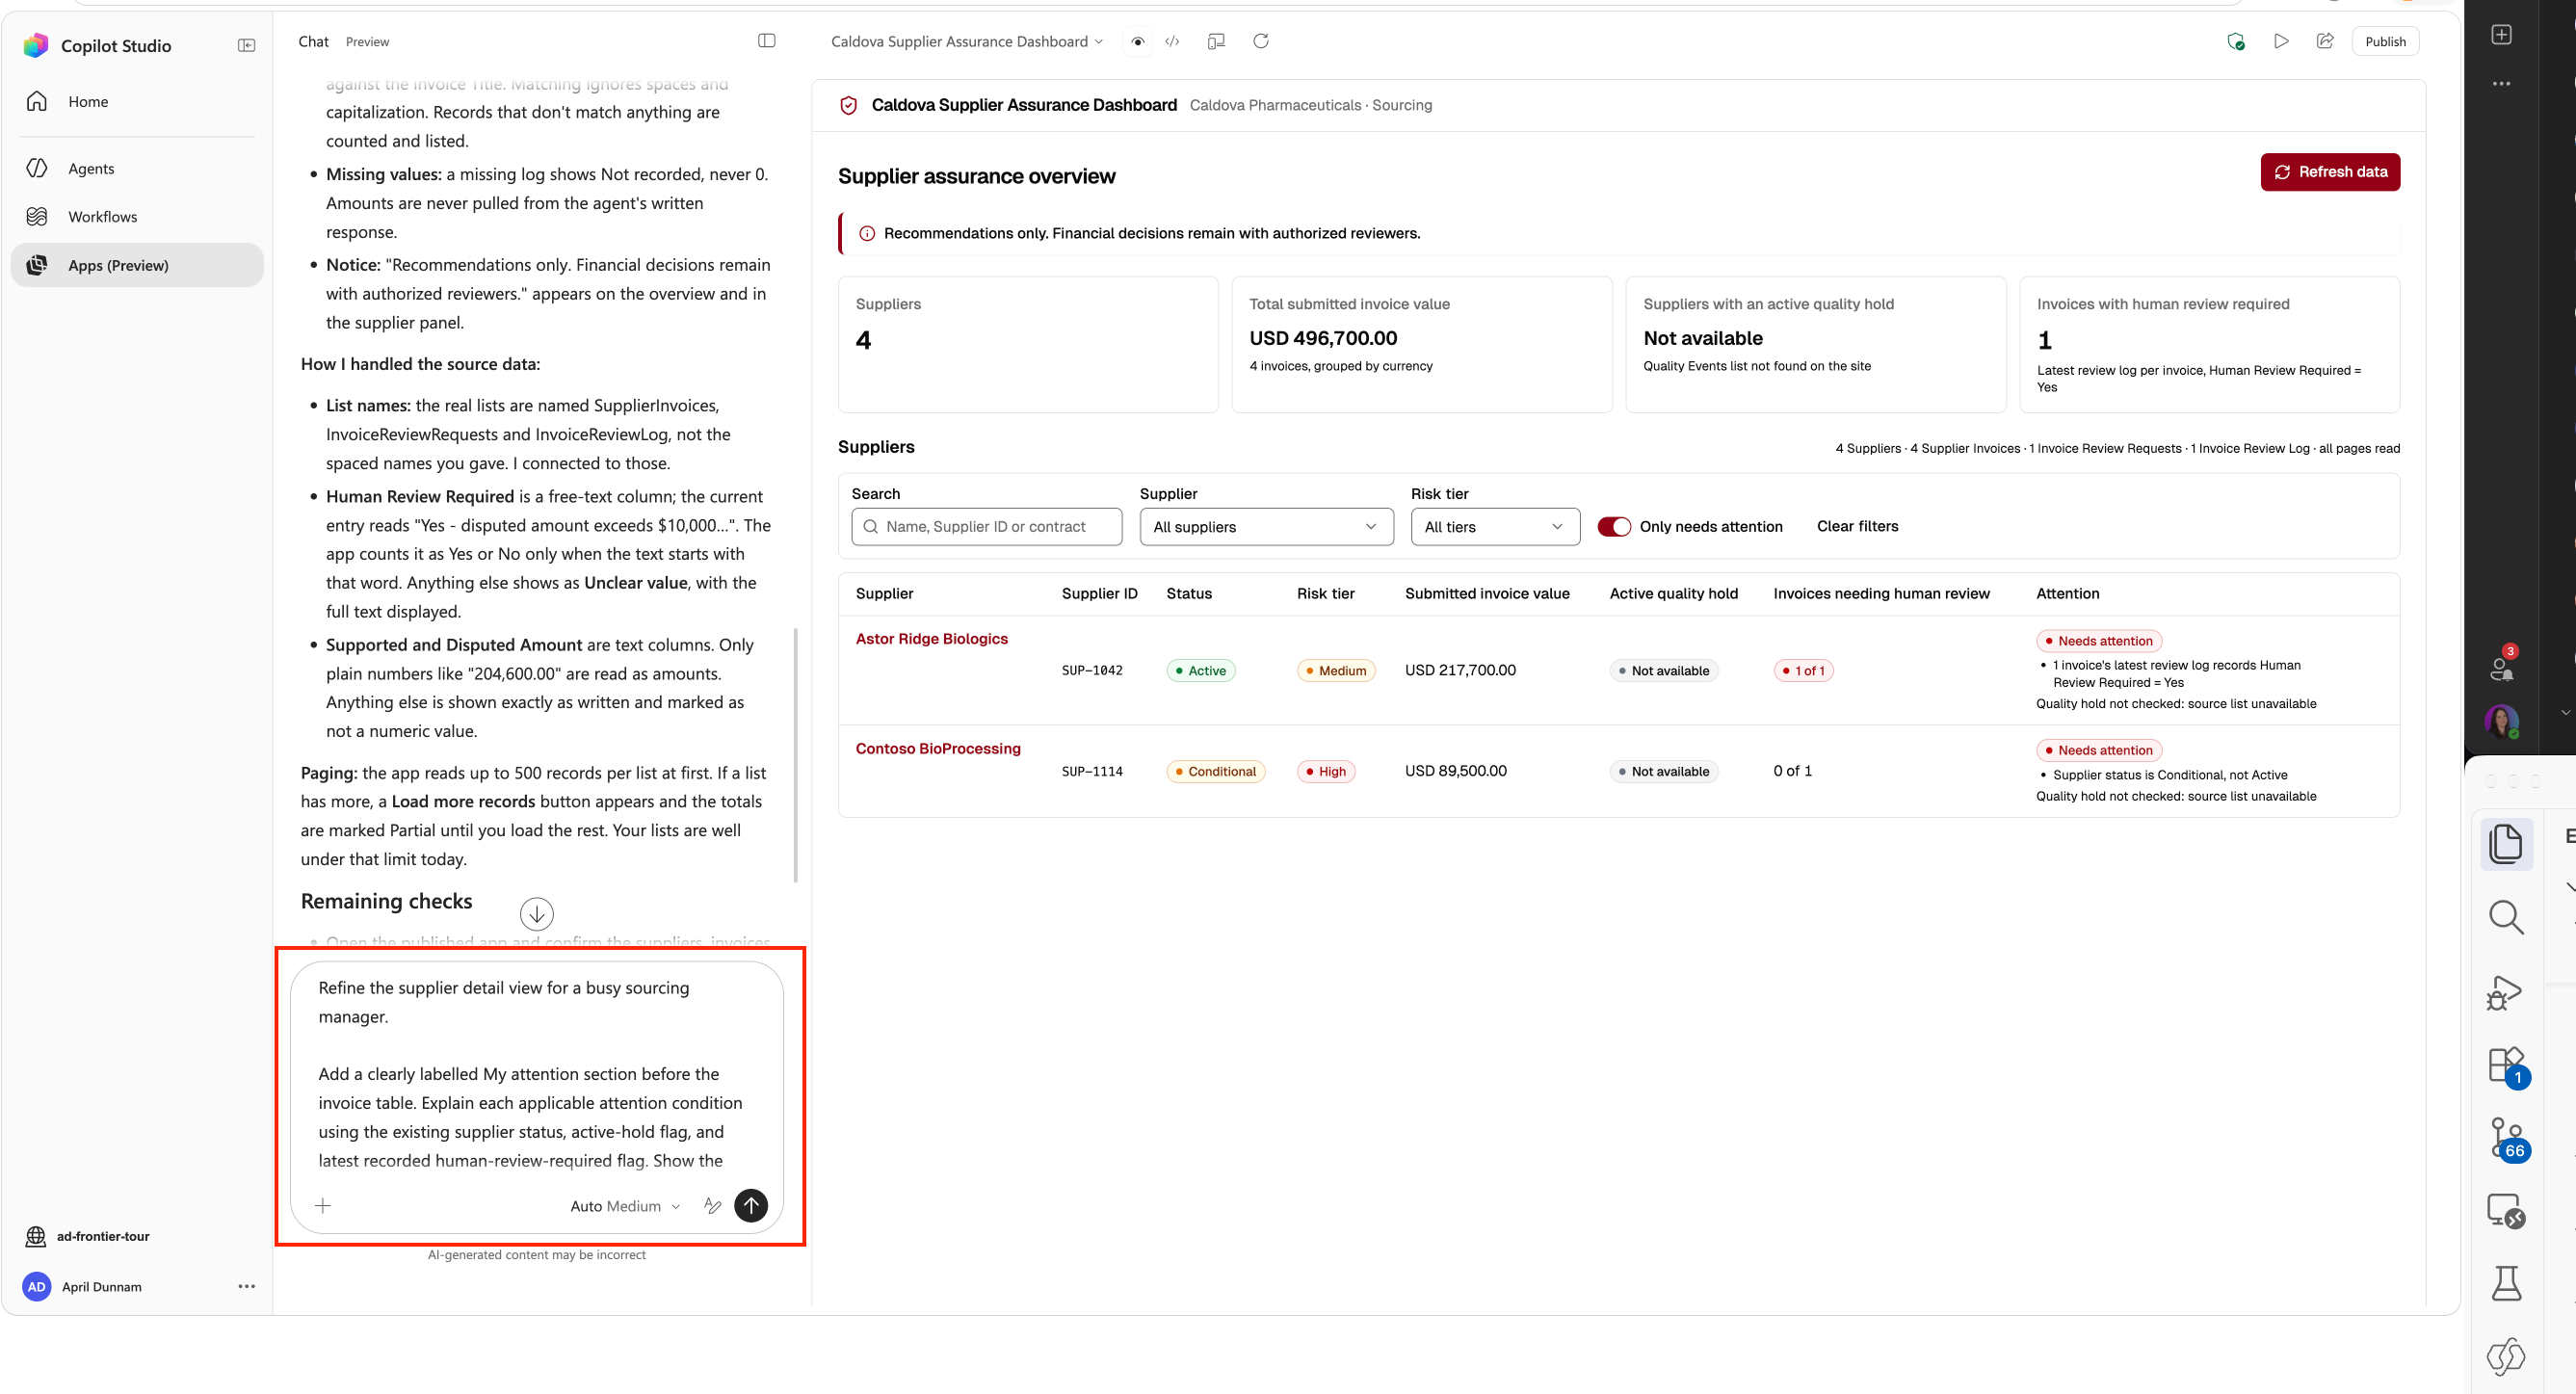 Copilot Studio
Home
Agents
Workflows
Apps (Preview)
ad-frontier-tour
AD
April Dunnam
Chat
Preview
against the Invoice Title. Matching ignores spaces and
capitalization. Records that don't match anything are
counted and listed.
• Missing values: a missing log shows Not recorded, never 0.
Amounts are never pulled from the agent's written
response.
• Notice: "Recommendations only. Financial decisions remain
with authorized reviewers." appears on the overview and in
the supplier panel.
How I handled the source data:
• List names: the real lists are named SupplierInvoices,
InvoiceReviewRequests and InvoiceReviewLog, not the
spaced names you gave. I connected to those.
• Human Review Required is a free-text column; the current
entry reads "Yes - disputed amount exceeds $10,000...". The
app counts it as Yes or No only when the text starts with
that word. Anything else shows as Unclear value, with the
full text displayed.
• Supported and Disputed Amount are text columns. Only
plain numbers like "204,600.00" are read as amounts.
Anything else is shown exactly as written and marked as
not a numeric value.
Paging: the app reads up to 500 records per list at first. If a list
has more, a Load more records button appears and the totals
are marked Partial until you load the rest. Your lists are well
under that limit today.
Remaining checks
• Open the published app and confirm the suppliers, invoices
Refine the supplier detail view for a busy sourcing
manager.
Add a clearly labelled My attention section before the
invoice table. Explain each applicable attention condition
using the existing supplier status, active-hold flag, and
latest recorded human-review-required flag. Show the
Auto Medium
AI-generated content may be incorrect
Caldova Supplier Assurance Dashboard
Publish
Caldova Supplier Assurance Dashboard
Caldova Pharmaceuticals · Sourcing
Supplier assurance overview
Refresh data
Recommendations only. Financial decisions remain with authorized reviewers.
Suppliers
4
Total submitted invoice value
USD 496,700.00
4 invoices, grouped by currency
Suppliers with an active quality hold
Not available
Quality Events list not found on the site
Invoices with human review required
1
Latest review log per invoice, Human Review Required =
Yes
Suppliers
4 Suppliers · 4 Supplier Invoices · 1 Invoice Review Requests · 1 Invoice Review Log · all pages read
Search
Name, Supplier ID or contract
Supplier
All suppliers
Risk tier
All tiers
Only needs attention
Clear filters
Supplier
Supplier ID
Status
Risk tier
Submitted invoice value
Active quality hold
Invoices needing human review
Attention
Astor Ridge Biologics
SUP-1042
Active
Medium
USD 217,700.00
Not available
1 of 1
Needs attention
• 1 invoice's latest review log records Human
Review Required = Yes
Quality hold not checked: source list unavailable
Contoso BioProcessing
SUP-1114
Conditional
High
USD 89,500.00
Not available
0 of 1
Needs attention
• Supplier status is Conditional, not Active
Quality hold not checked: source list unavailable
3
1
66